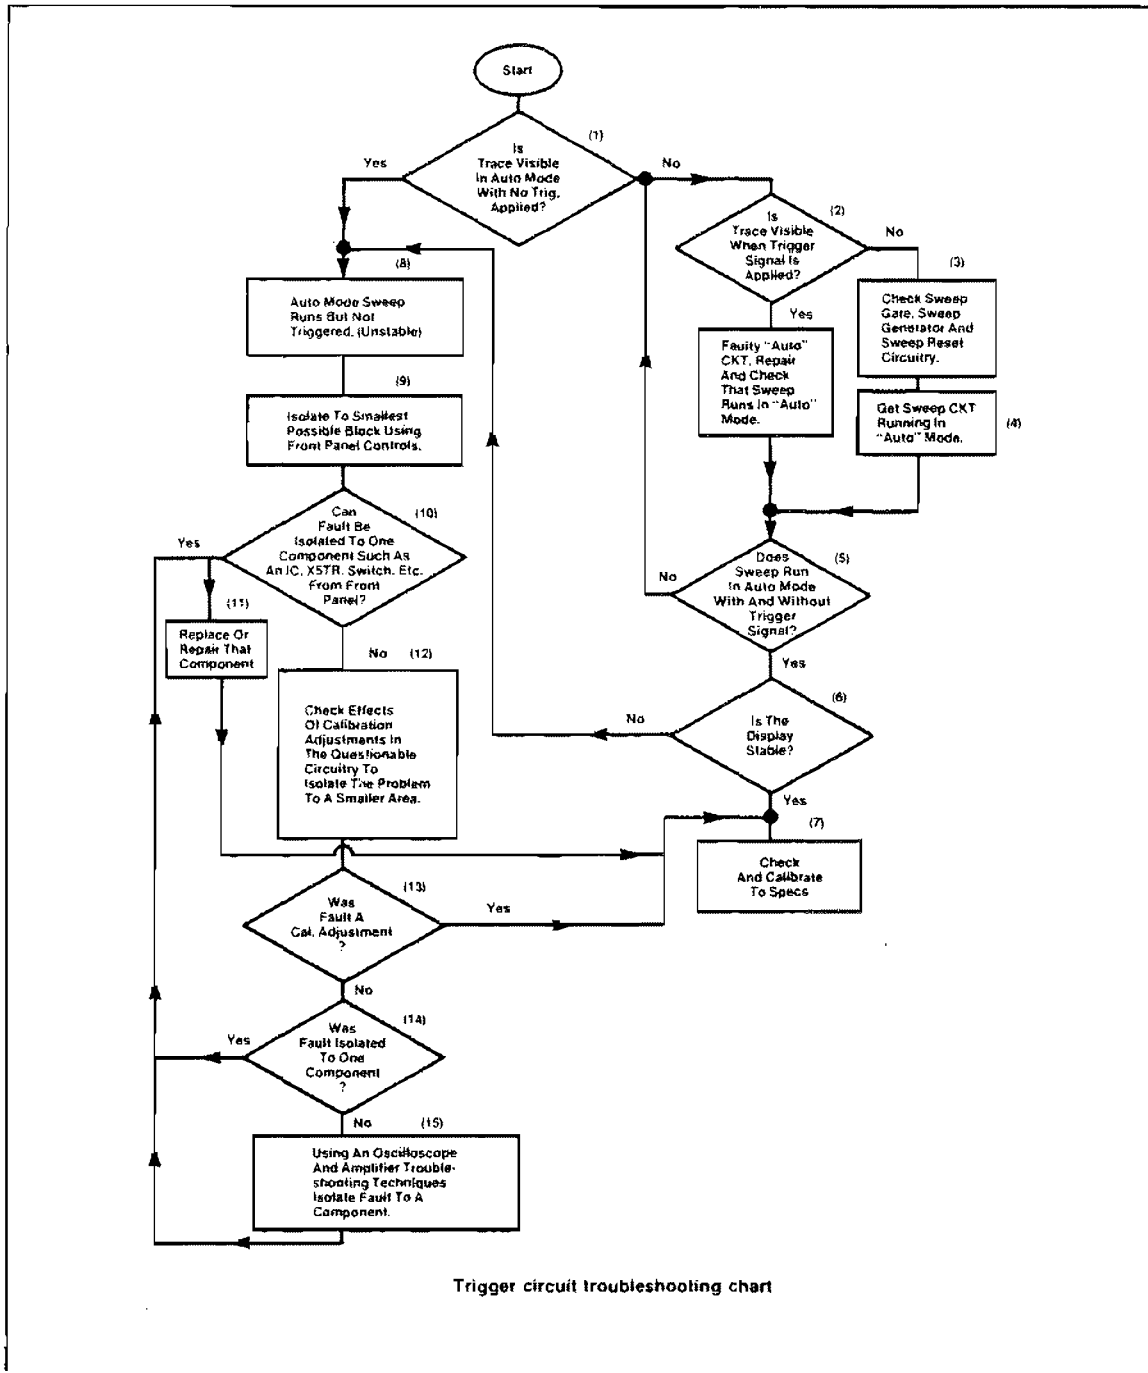 Start
(1)
Is
Trace Visible
In Auto Mode
With No Trig.
Applied?
Yes
No
(2)
Is
Trace Visible
When Trigger
Signal Is
Applied?
No
Yes
(3)
Check Sweep
Gate, Sweep
Generator And
Sweep Reset
Circuitry.
Faulty "Auto"
CKT, Repair
And Check
That Sweep
Runs In "Auto"
Mode.
Get Sweep CKT
Running In
"Auto" Mode.
(4)
(5)
Does
Sweep Run
In Auto Mode
With And Without
Trigger
Signal?
No
Yes
(6)
Is The
Display
Stable?
No
Yes
(7)
Check
And Calibrate
To Specs
(8)
Auto Mode Sweep
Runs But Not
Triggered. (Unstable)
(9)
Isolate To Smallest
Possible Block Using
Front Panel Controls.
(10)
Can
Fault Be
Isolated To One
Component Such As
An IC, XSTR, Switch, Etc.
From Front
Panel?
Yes
(11)
Replace Or
Repair That
Component
No
(12)
Check Effects
Of Calibration
Adjustments In
The Questionable
Circuitry To
Isolate The Problem
To A Smaller Area.
(13)
Was
Fault A
Cal. Adjustment
?
Yes
No
(14)
Was
Fault Isolated
To One
Component
?
Yes
No
(15)
Using An Oscilloscope
And Amplifier Trouble-
shooting Techniques
Isolate Fault To A
Component.
Trigger circuit troubleshooting chart